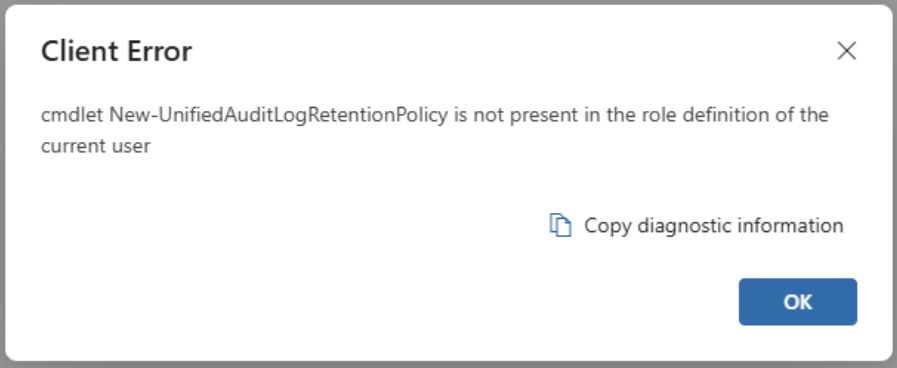 Client Error
cmdlet New-UnifiedAuditLogRetentionPolicy is not present in the role definition of the
current user
Copy diagnostic information
OK